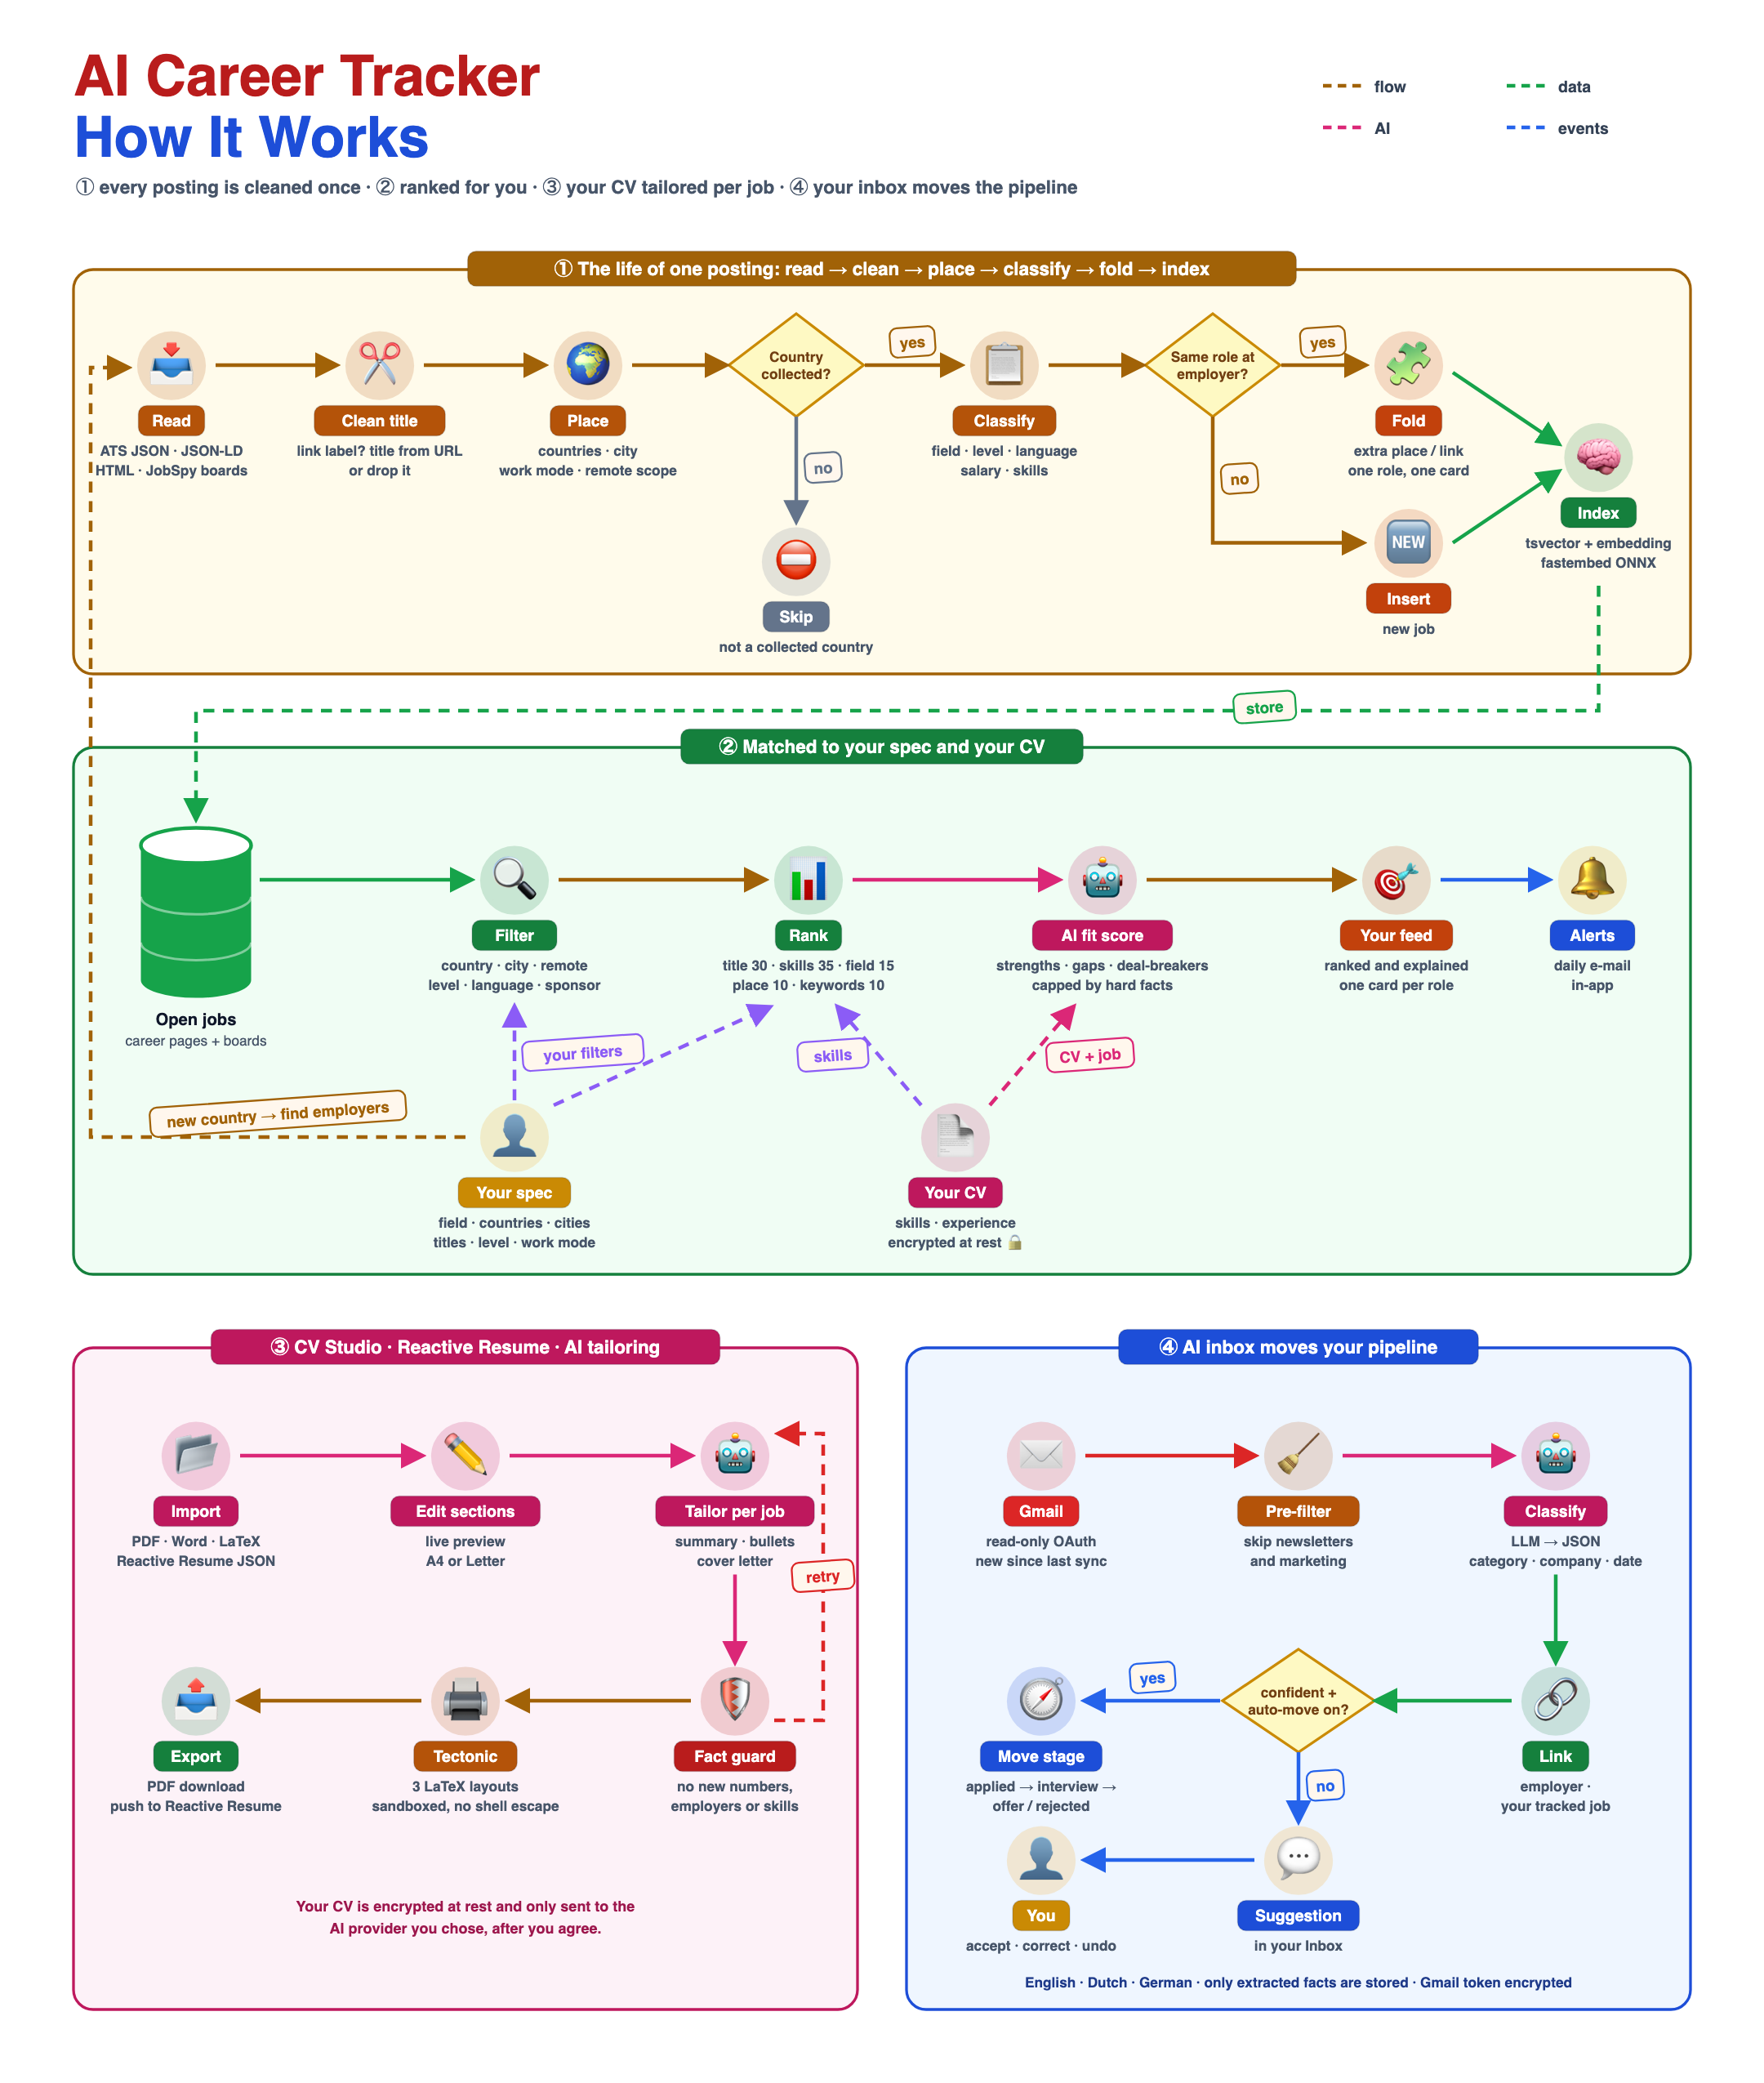 AI Career Tracker
How It Works
① every posting is cleaned once · ② ranked for you · ③ your CV tailored per job · ④ your inbox moves the pipeline
flow
data
AI
events
① The life of one posting: read → clean → place → classify → fold → index
Read
ATS JSON · JSON-LD
HTML · JobSpy boards
Clean title
link label? title from URL
or drop it
Place
countries · city
work mode · remote scope
Country
collected?
yes
no
Skip
not a collected country
Classify
field · level · language
salary · skills
Same role at
employer?
yes
no
Fold
extra place / link
one role, one card
NEW
Insert
new job
Index
tsvector + embedding
fastembed ONNX
store
② Matched to your spec and your CV
Open jobs
career pages + boards
Filter
country · city · remote
level · language · sponsor
Rank
title 30 · skills 35 · field 15
place 10 · keywords 10
AI fit score
strengths · gaps · deal-breakers
capped by hard facts
Your feed
ranked and explained
one card per role
Alerts
daily e-mail
in-app
your filters
skills
CV + job
new country → find employers
Your spec
field · countries · cities
titles · level · work mode
Your CV
skills · experience
encrypted at rest 🔒
③ CV Studio · Reactive Resume · AI tailoring
Import
PDF · Word · LaTeX
Reactive Resume JSON
Edit sections
live preview
A4 or Letter
Tailor per job
summary · bullets
cover letter
retry
Export
PDF download
push to Reactive Resume
Tectonic
3 LaTeX layouts
sandboxed, no shell escape
Fact guard
no new numbers,
employers or skills
Your CV is encrypted at rest and only sent to the
AI provider you chose, after you agree.
④ AI inbox moves your pipeline
Gmail
read-only OAuth
new since last sync
Pre-filter
skip newsletters
and marketing
Classify
LLM → JSON
category · company · date
yes
confident +
auto-move on?
no
Move stage
applied → interview →
offer / rejected
Link
employer ·
your tracked job
You
accept · correct · undo
Suggestion
in your Inbox
English · Dutch · German · only extracted facts are stored · Gmail token encrypted